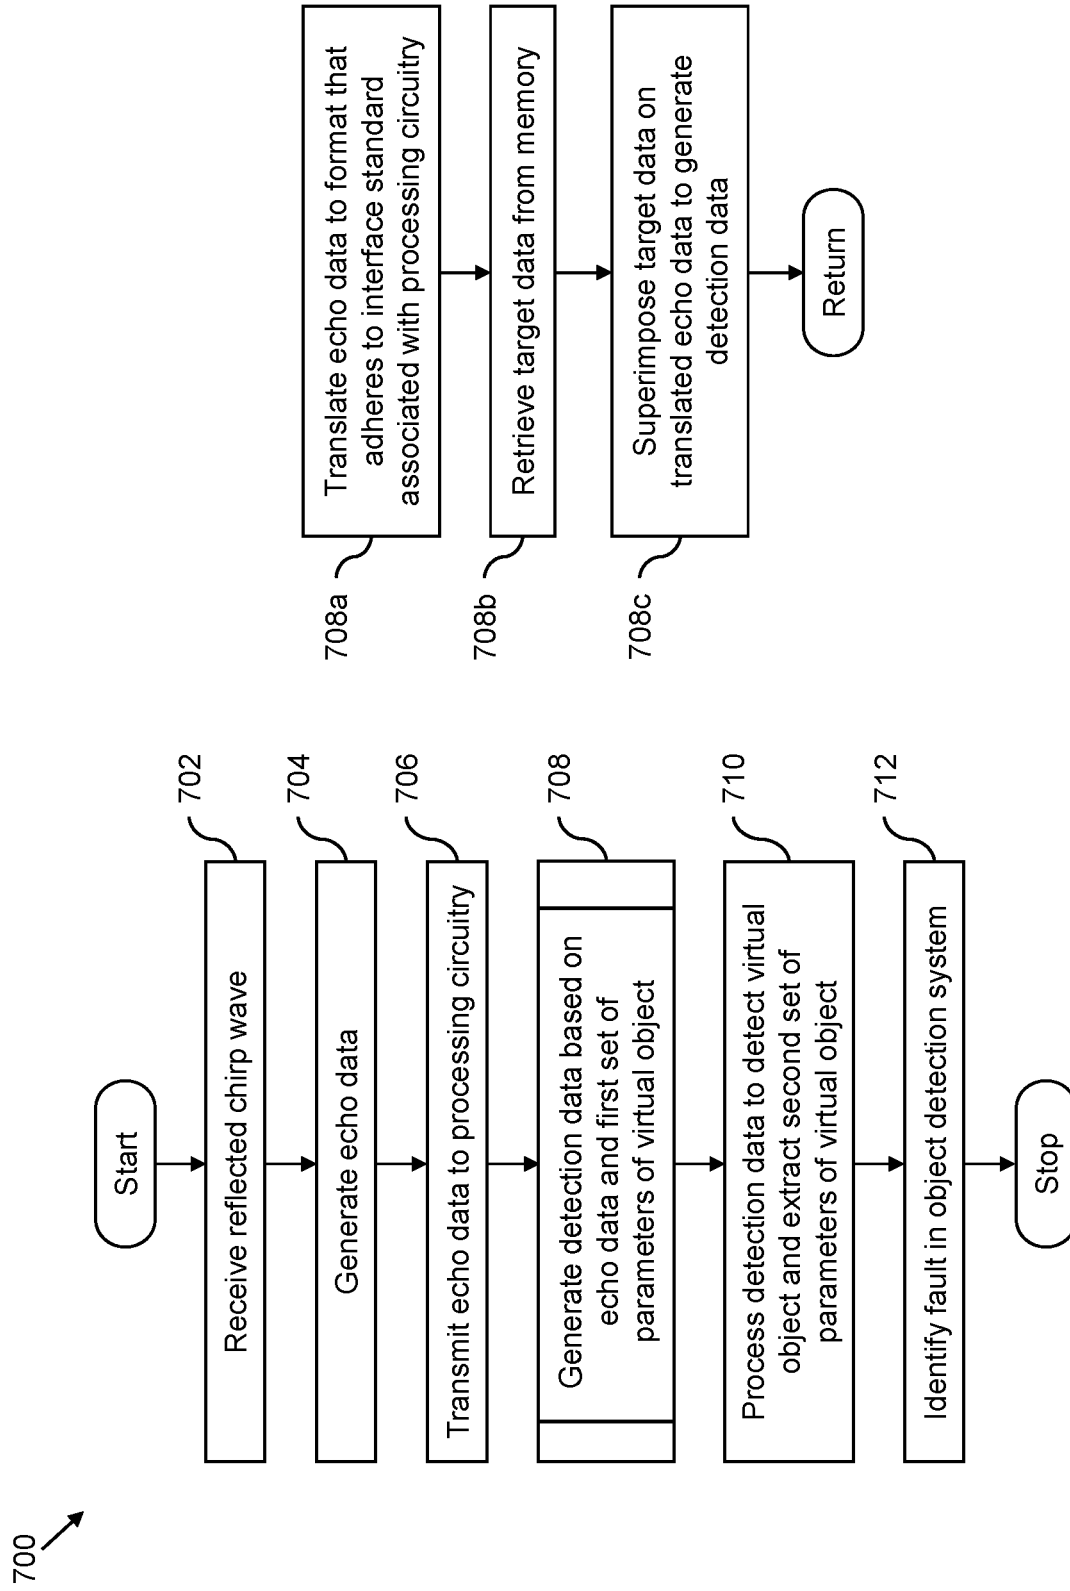 700
Start
702
Receive reflected chirp wave
704
Generate echo data
706
Transmit echo data to processing circuitry
708
Generate detection data based on
echo data and first set of
parameters of virtual object
710
Process detection data to detect virtual
object and extract second set of
parameters of virtual object
712
Identify fault in object detection system
Stop
708a
Translate echo data to format that
adheres to interface standard
associated with processing circuitry
708b
Retrieve target data from memory
708c
Superimpose target data on
translated echo data to generate
detection data
Return